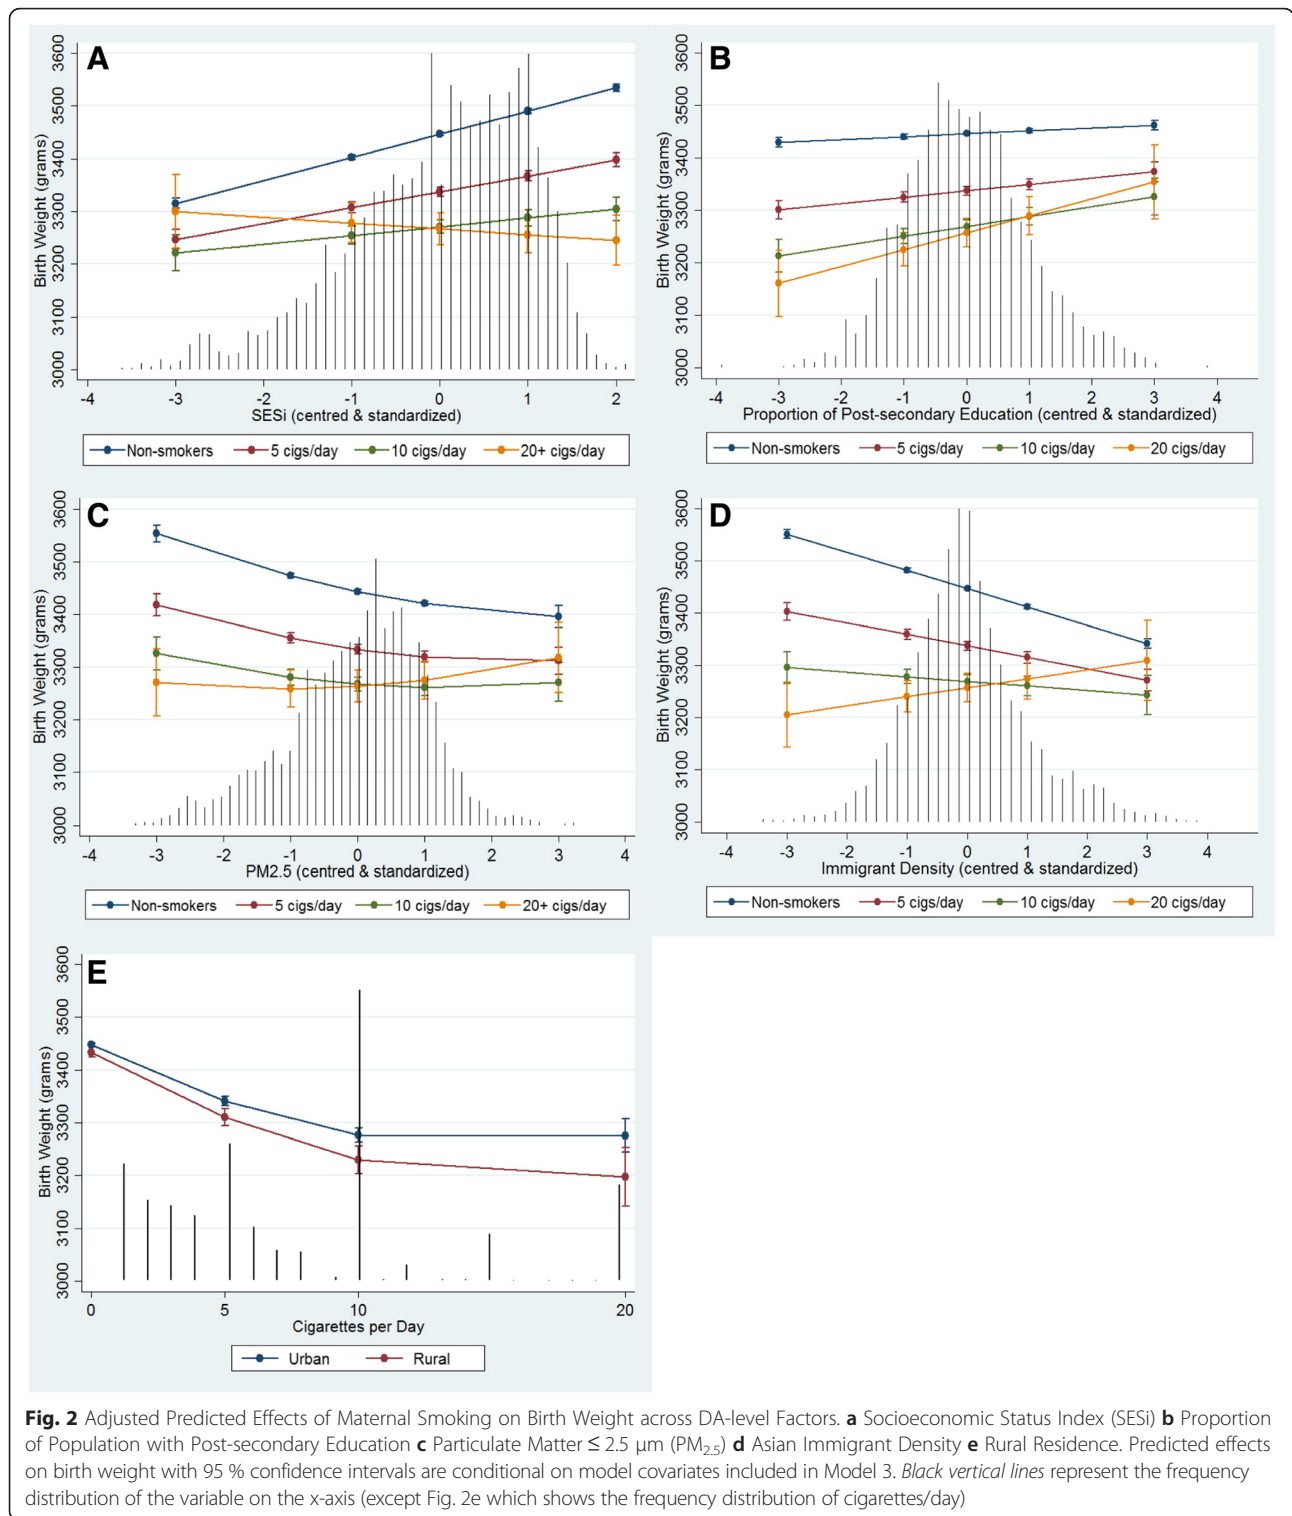 A
Birth Weight (grams)
3600
3500
3400
3300
3200
3100
3000
-4 -3 -2 -1 0 1 2
SESi (centred & standardized)
Non-smokers 5 cigs/day 10 cigs/day 20+ cigs/day
B
Birth Weight (grams)
3600
3500
3400
3300
3200
3100
3000
-4 -3 -2 -1 0 1 2 3 4
Proportion of Post-secondary Education (centred & standardized)
Non-smokers 5 cigs/day 10 cigs/day 20 cigs/day
C
Birth Weight (grams)
3600
3500
3400
3300
3200
3100
3000
-4 -3 -2 -1 0 1 2 3 4
PM2.5 (centred & standardized)
Non-smokers 5 cigs/day 10 cigs/day 20+ cigs/day
D
Birth Weight (grams)
3600
3500
3400
3300
3200
3100
3000
-4 -3 -2 -1 0 1 2 3 4
Immigrant Density (centred & standardized)
Non-smokers 5 cigs/day 10 cigs/day 20 cigs/day
E
Birth Weight (grams)
3600
3500
3400
3300
3200
3100
3000
0 5 10 20
Cigarettes per Day
Urban Rural
Fig. 2 Adjusted Predicted Effects of Maternal Smoking on Birth Weight across DA-level Factors. a Socioeconomic Status Index (SESi) b Proportion
of Population with Post-secondary Education c Particulate Matter ≤ 2.5 μm (PM2.5) d Asian Immigrant Density e Rural Residence. Predicted effects
on birth weight with 95 % confidence intervals are conditional on model covariates included in Model 3. Black vertical lines represent the frequency
distribution of the variable on the x-axis (except Fig. 2e which shows the frequency distribution of cigarettes/day)